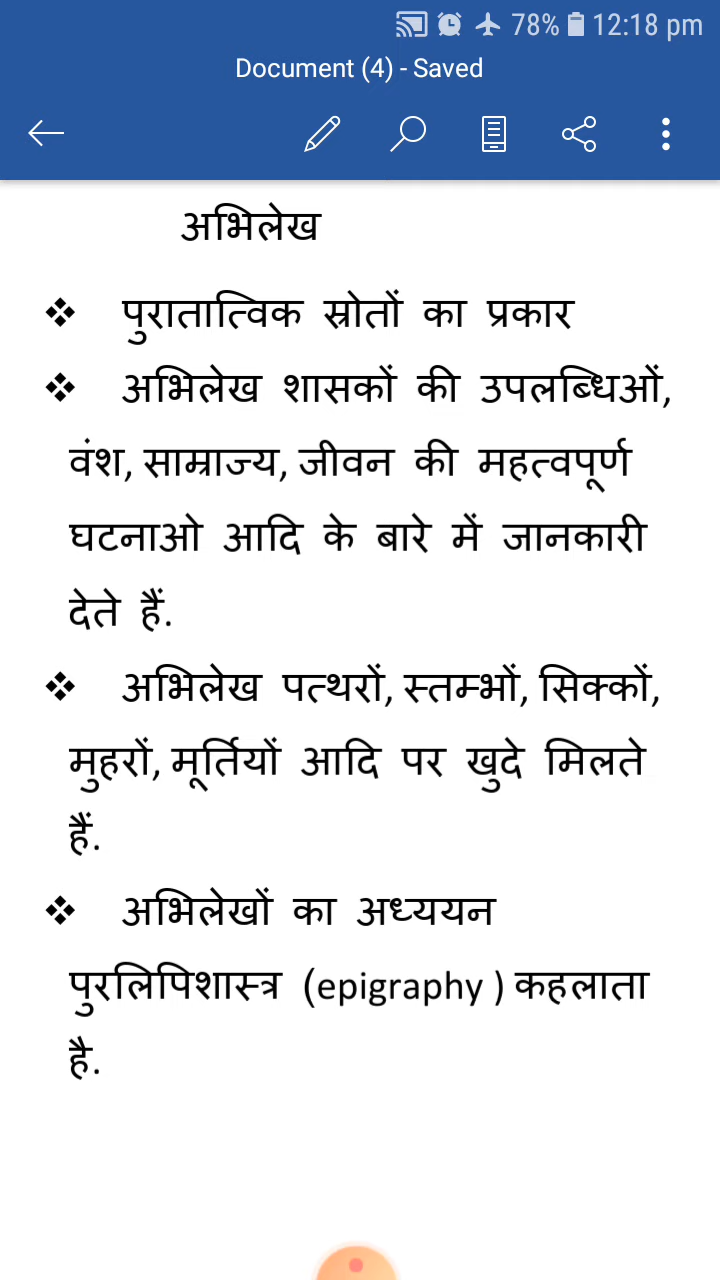 78% 12:18 pm
Document (4) - Saved
अभिलेख
❖ पुरातात्विक स्रोतों का प्रकार
❖ अभिलेख शासकों की उपलब्धिओं,
वंश, साम्राज्य, जीवन की महत्वपूर्ण
घटनाओ आदि के बारे में जानकारी
देते हैं.
❖ अभिलेख पत्थरों, स्तम्भों, सिक्कों,
मुहरों, मूर्तियों आदि पर खुदे मिलते
हैं.
❖ अभिलेखों का अध्ययन
पुरलिपिशास्त्र (epigraphy ) कहलाता
है.